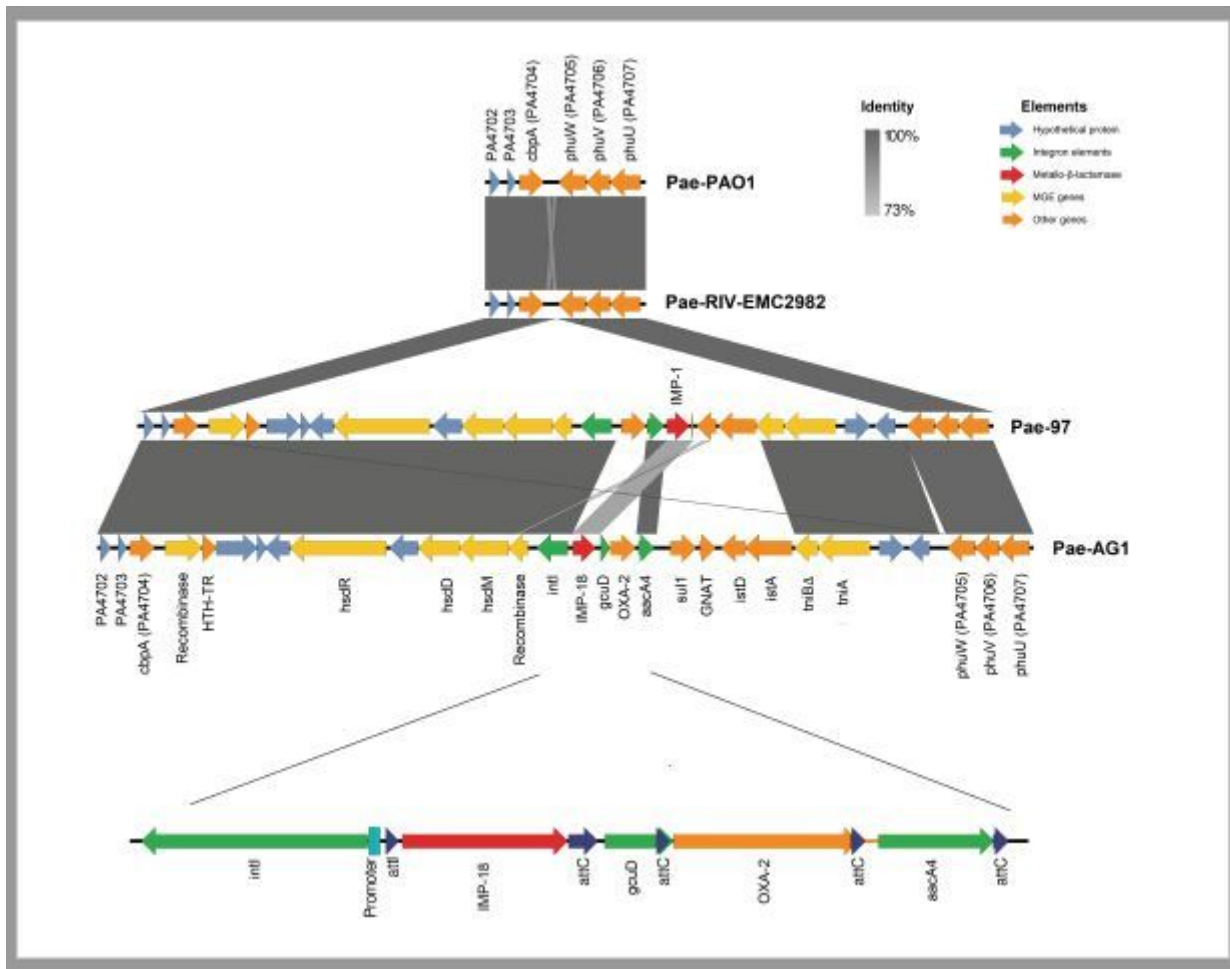 PA4702
PA4703
cbpA (PA4704)
phuW (PA4705)
phuV (PA4706)
phuU (PA4707)
Pae-PAO1
Identity
100%
73%
Elements
Hypothetical protein
Integron elements
Metallo-β-lactamase
MGE genes
Other genes
Pae-RIV-EMC2982
IMP-1
Pae-97
Pae-AG1
PA4702
PA4703
cbpA (PA4704)
Recombinase
HTH-TR
hsdR
hsdD
hsdM
Recombinase
intI
IMP-18
gcuD
OXA-2
aacA4
sul1
GNAT
istD
istA
tniBΔ
tniA
phuW (PA4705)
phuV (PA4706)
phuU (PA4707)
intI
Promoter
attI
IMP-18
attC
gcuD
attC
OXA-2
attC
aacA4
attC